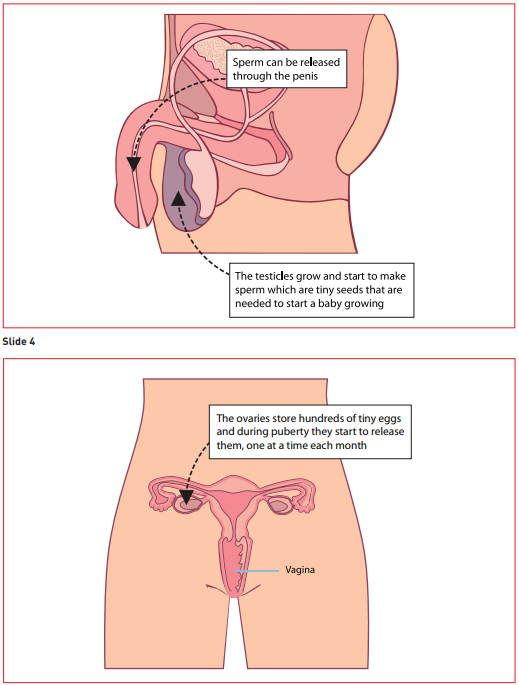 Sperm can be released
through the penis
The testicles grow and start to make
sperm which are tiny seeds that are
needed to start a baby growing
Slide 4
The ovaries store hundreds of tiny eggs
and during puberty they start to release
them, one at a time each month
Vagina